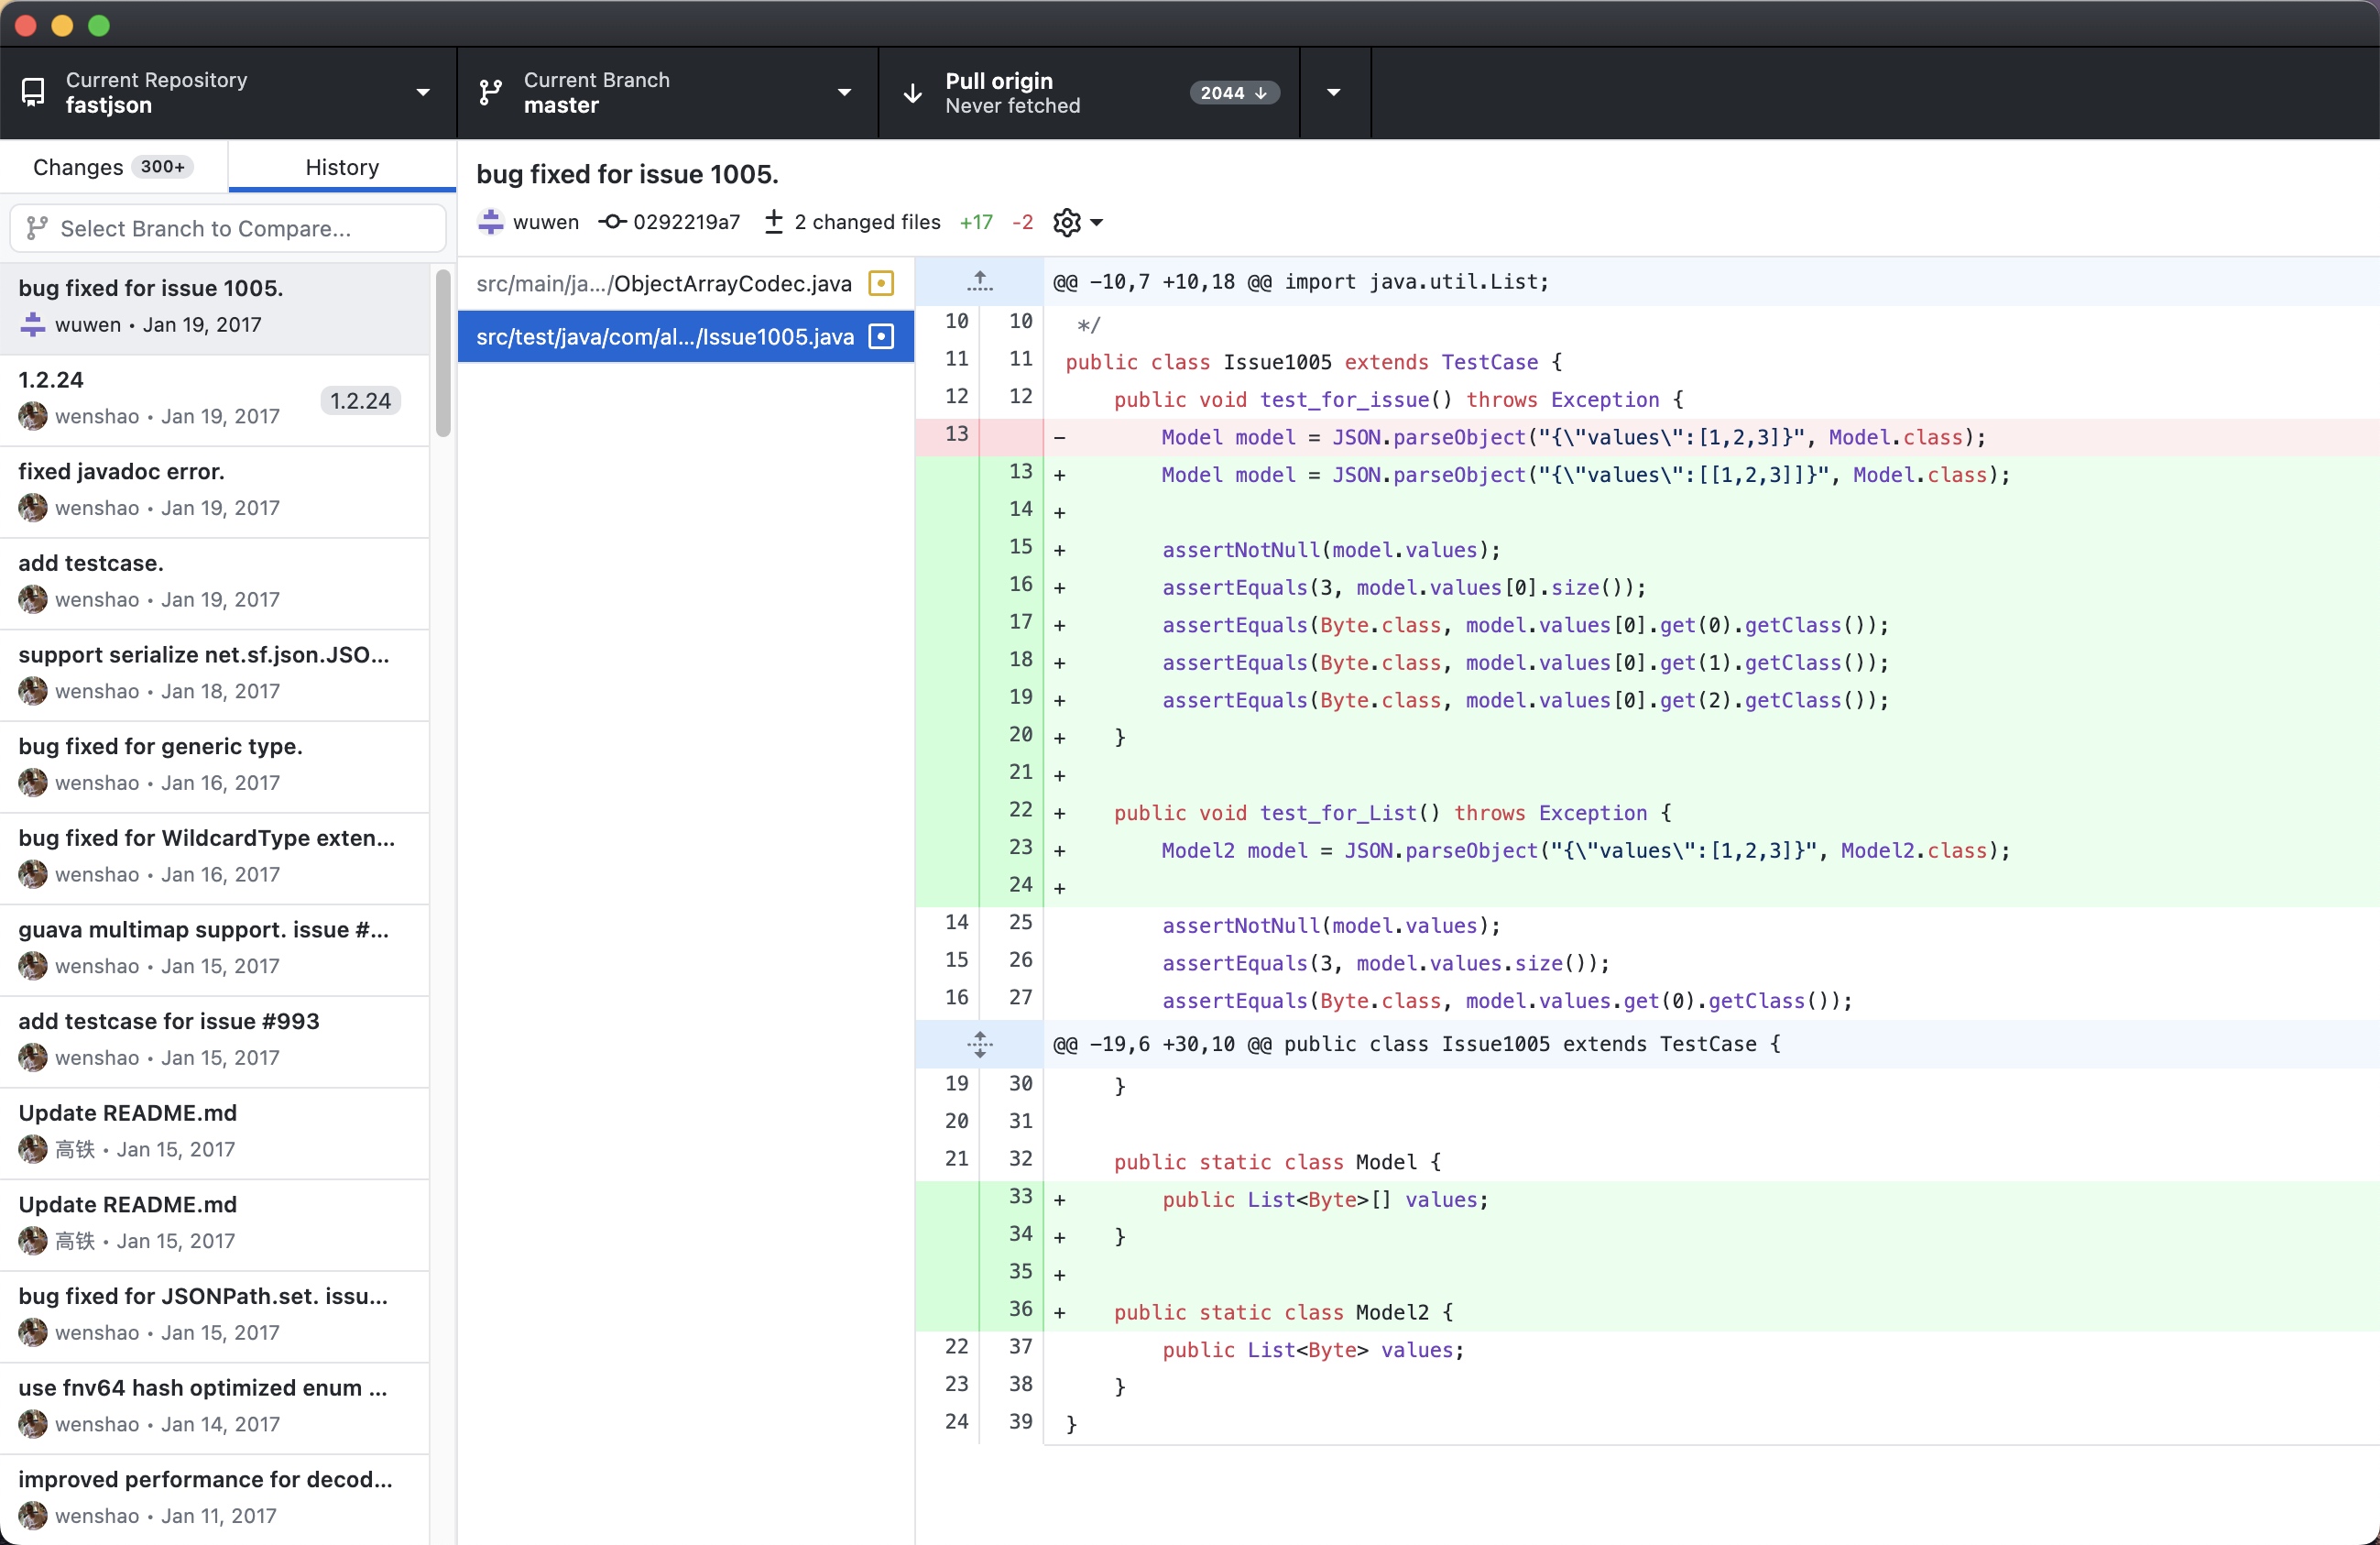 Current Repository
fastjson
Current Branch
master
Pull origin
Never fetched
2044
Changes 300+
History
Select Branch to Compare...
bug fixed for issue 1005.
wuwen • Jan 19, 2017
1.2.24
wenshao • Jan 19, 2017
1.2.24
fixed javadoc error.
wenshao • Jan 19, 2017
add testcase.
wenshao • Jan 19, 2017
support serialize net.sf.json.JSO...
wenshao • Jan 18, 2017
bug fixed for generic type.
wenshao • Jan 16, 2017
bug fixed for WildcardType exten...
wenshao • Jan 16, 2017
guava multimap support. issue #...
wenshao • Jan 15, 2017
add testcase for issue #993
wenshao • Jan 15, 2017
Update README.md
高铁 • Jan 15, 2017
Update README.md
高铁 • Jan 15, 2017
bug fixed for JSONPath.set. issu...
wenshao • Jan 15, 2017
use fnv64 hash optimized enum ...
wenshao • Jan 14, 2017
improved performance for decod...
wenshao • Jan 11, 2017
bug fixed for issue 1005.
wuwen 0292219a7 2 changed files +17 -2
src/main/ja.../ObjectArrayCodec.java
src/test/java/com/al.../Issue1005.java
@@ -10,7 +10,18 @@ import java.util.List;
10 10 */
11 11 public class Issue1005 extends TestCase {
12 12 public void test_for_issue() throws Exception {
13 - Model model = JSON.parseObject("{\"values\":[1,2,3]}", Model.class);
13 + Model model = JSON.parseObject("{\"values\":[[1,2,3]]}", Model.class);
14 +
15 + assertNotNull(model.values);
16 + assertEquals(3, model.values[0].size());
17 + assertEquals(Byte.class, model.values[0].get(0).getClass());
18 + assertEquals(Byte.class, model.values[0].get(1).getClass());
19 + assertEquals(Byte.class, model.values[0].get(2).getClass());
20 + }
21 +
22 + public void test_for_List() throws Exception {
23 + Model2 model = JSON.parseObject("{\"values\":[1,2,3]}", Model2.class);
24 +
14 25 assertNotNull(model.values);
15 26 assertEquals(3, model.values.size());
16 27 assertEquals(Byte.class, model.values.get(0).getClass());
@@ -19,6 +30,10 @@ public class Issue1005 extends TestCase {
19 30 }
20 31
21 32 public static class Model {
33 + public List<Byte>[] values;
34 + }
35 +
36 + public static class Model2 {
22 37 public List<Byte> values;
23 38 }
24 39 }